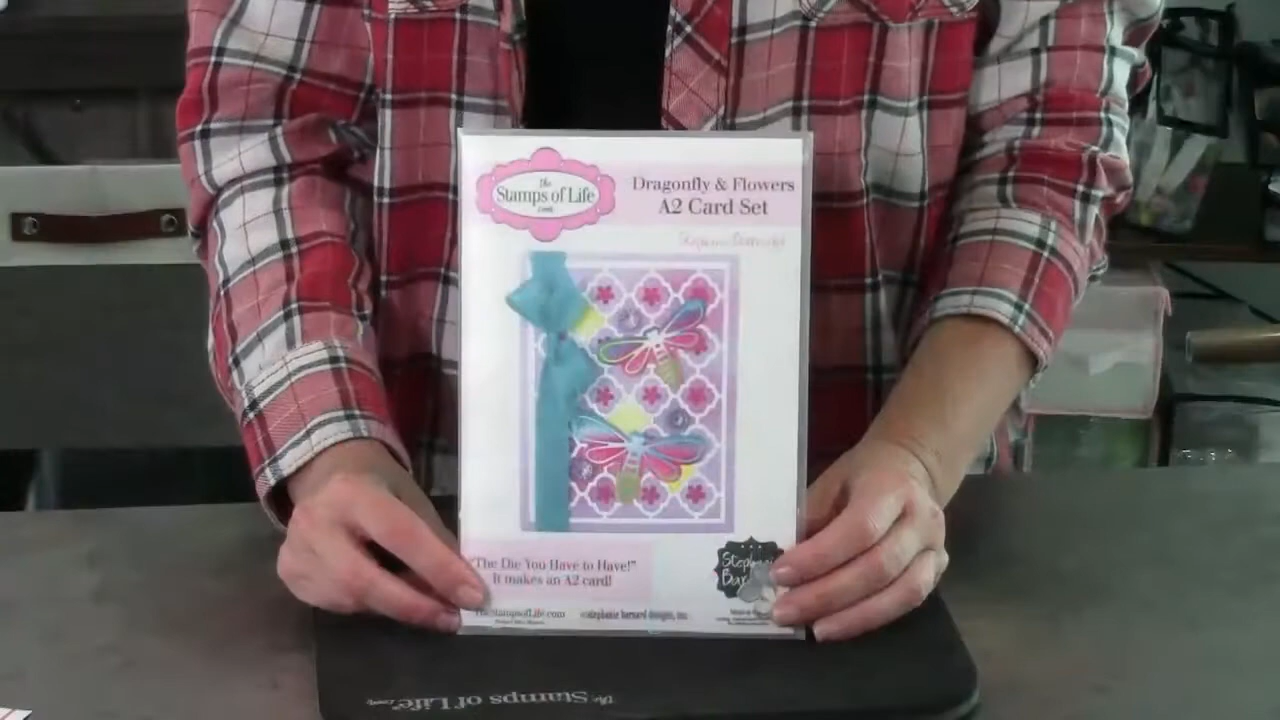 the
Stamps of Life
.com
Dragonfly & Flowers
A2 Card Set
"The Die You Have to Have!"
It makes an A2 card!
TheStampsofLife.com
©stephanie barnard designs, inc.
the Stamps of Life.com